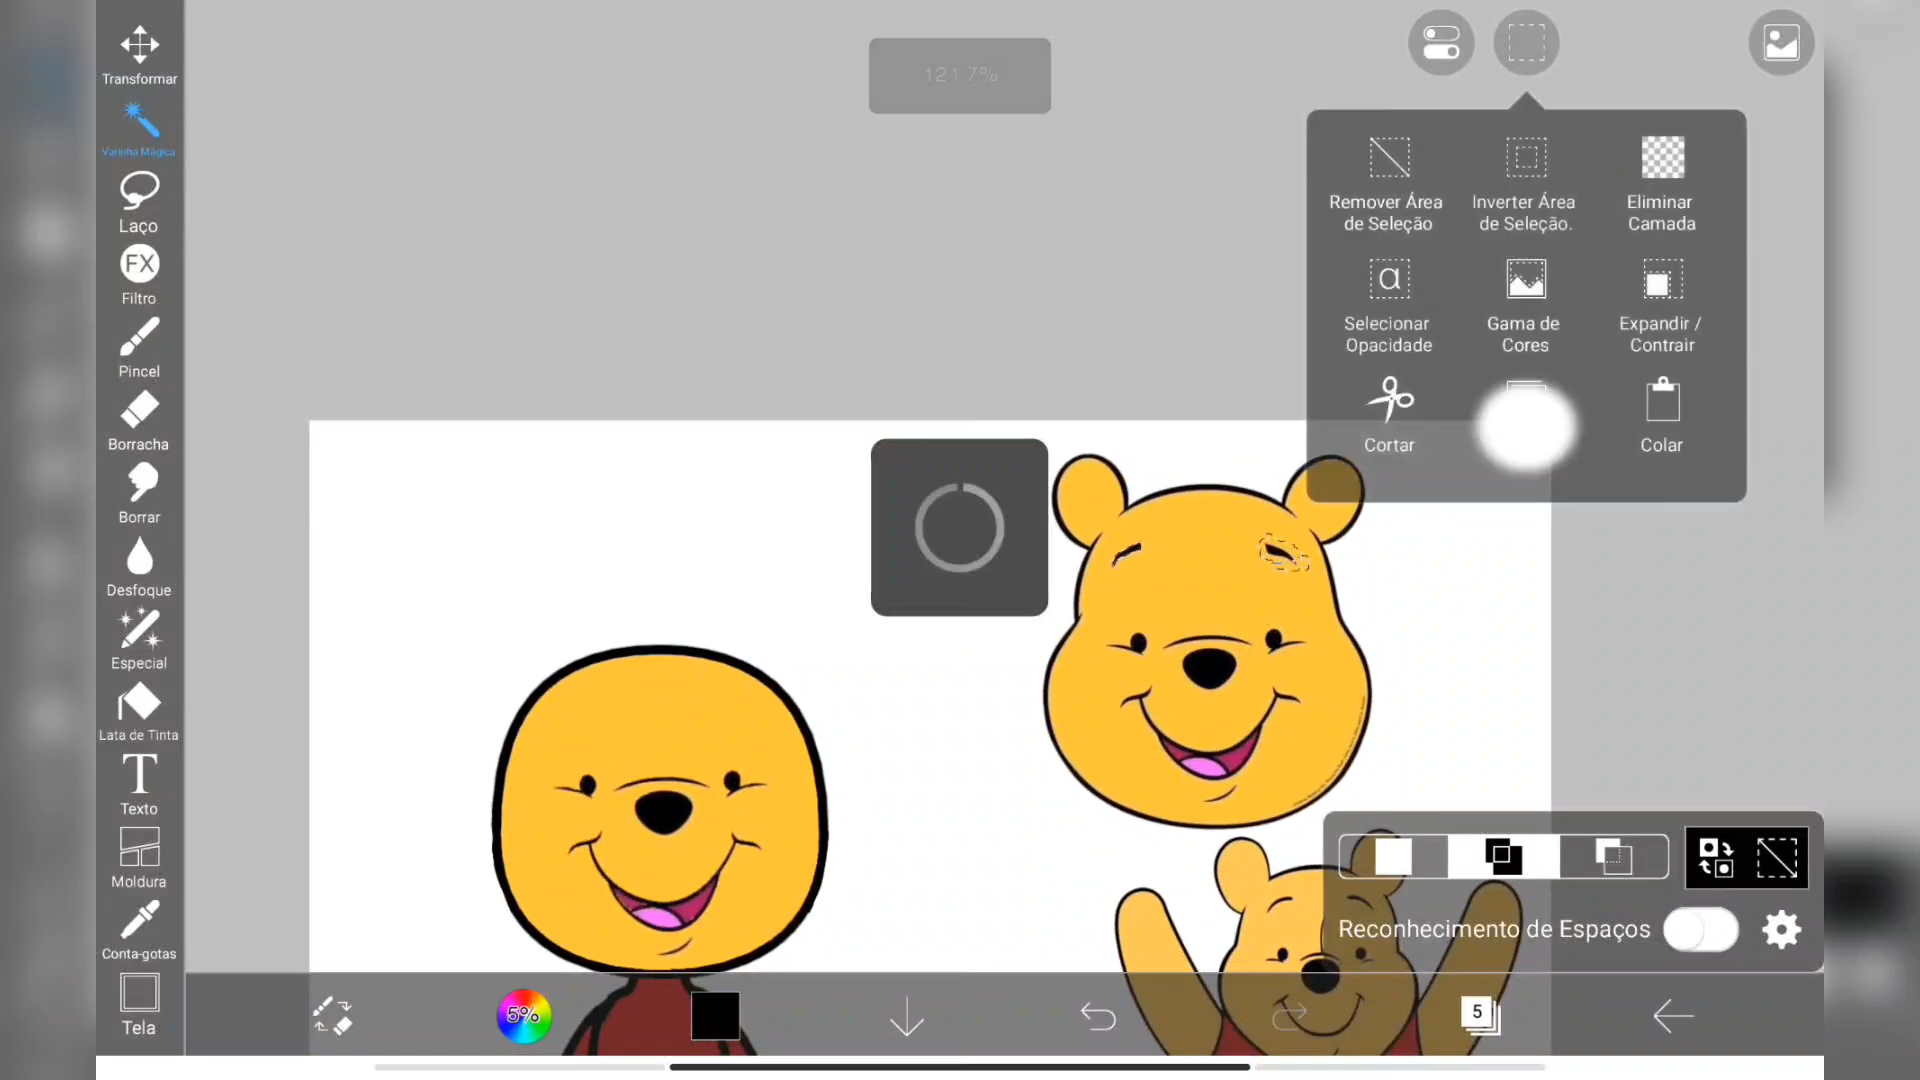 Transformar
Varinha Mágica
Laço
FX
Filtro
Pincel
Borracha
Borrar
Desfoque
Especial
Lata de Tinta
T
Texto
Moldura
Conta-gotas
Tela
121.7%
Remover Área
de Seleção
Inverter Área
de Seleção.
Eliminar
Camada
α
Selecionar
Opacidade
Gama de
Cores
Expandir /
Contrair
Cortar
Colar
Reconhecimento de Espaços
5%
5